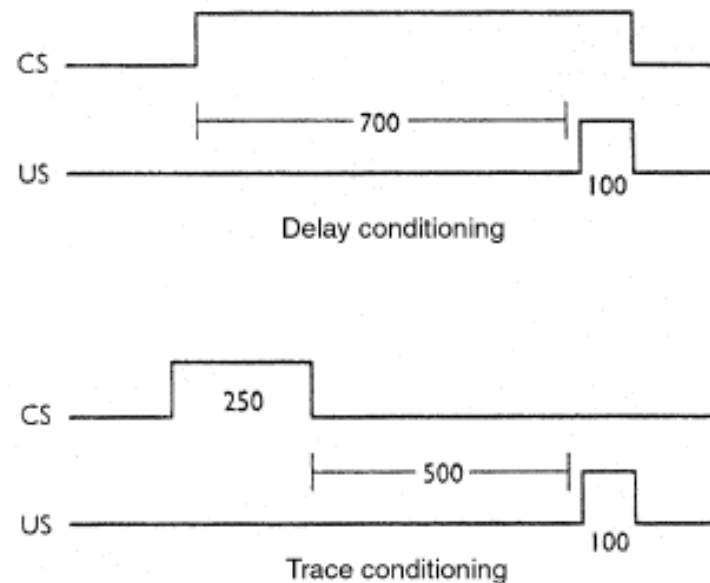 CS
700
US
100
Delay conditioning
CS
250
500
US
100
Trace conditioning